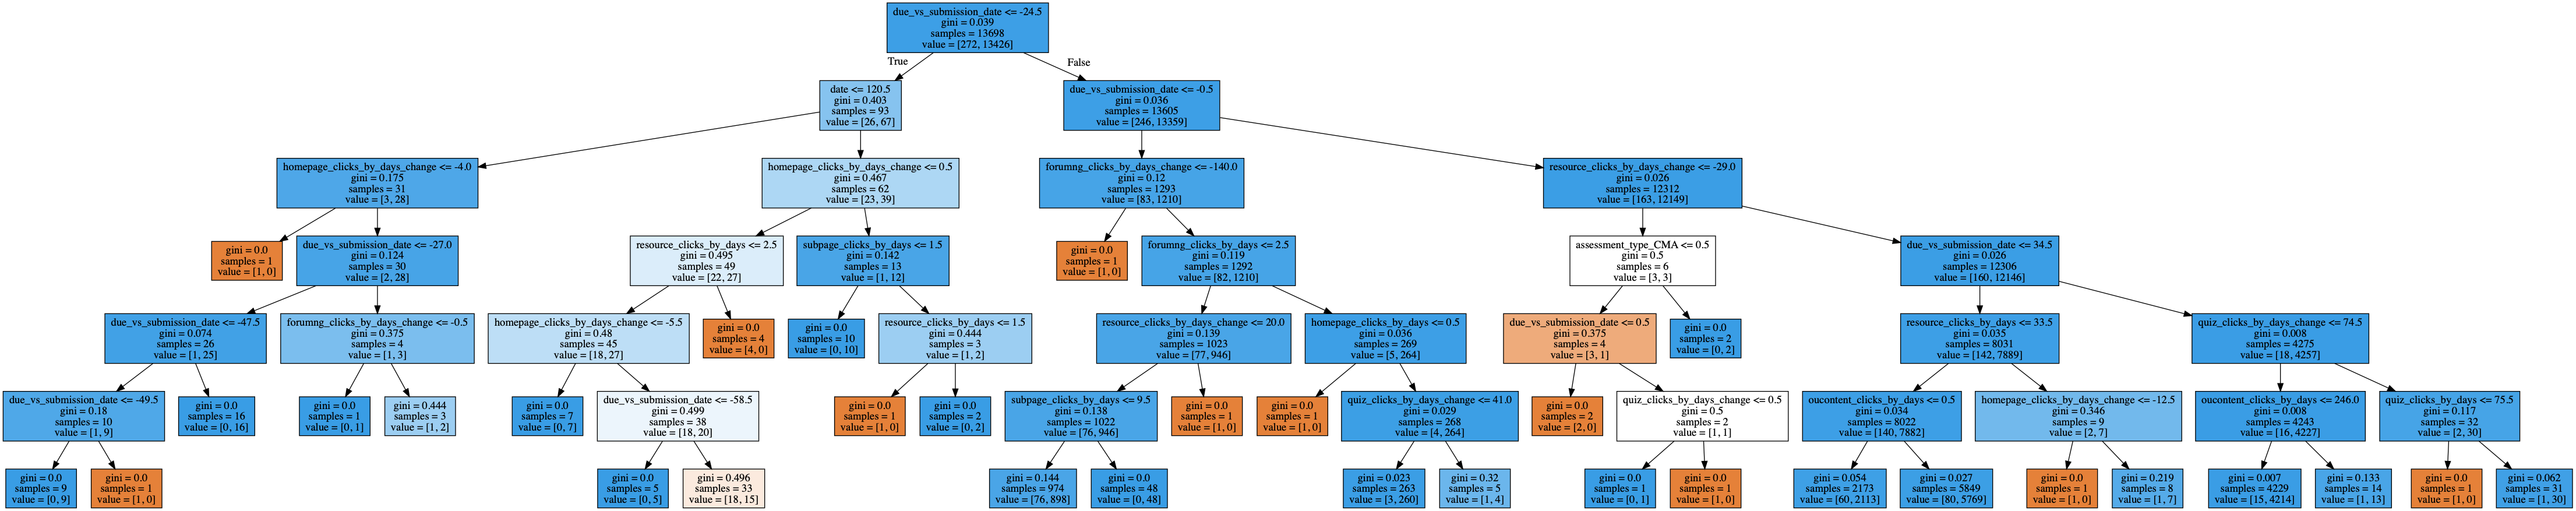 due_vs_submission_date <= -24.5
gini = 0.039
samples = 13698
value = [272, 13426]
True
False
date <= 120.5
gini = 0.403
samples = 93
value = [26, 67]
due_vs_submission_date <= -0.5
gini = 0.036
samples = 13605
value = [246, 13359]
homepage_clicks_by_days_change <= -4.0
gini = 0.175
samples = 31
value = [3, 28]
homepage_clicks_by_days_change <= 0.5
gini = 0.467
samples = 62
value = [23, 39]
forumng_clicks_by_days_change <= -140.0
gini = 0.12
samples = 1293
value = [83, 1210]
resource_clicks_by_days_change <= -29.0
gini = 0.026
samples = 12312
value = [163, 12149]
gini = 0.0
samples = 1
value = [1, 0]
due_vs_submission_date <= -27.0
gini = 0.124
samples = 30
value = [2, 28]
resource_clicks_by_days <= 2.5
gini = 0.495
samples = 49
value = [22, 27]
subpage_clicks_by_days <= 1.5
gini = 0.142
samples = 13
value = [1, 12]
gini = 0.0
samples = 1
value = [1, 0]
forumng_clicks_by_days <= 2.5
gini = 0.119
samples = 1292
value = [82, 1210]
assessment_type_CMA <= 0.5
gini = 0.5
samples = 6
value = [3, 3]
due_vs_submission_date <= 34.5
gini = 0.026
samples = 12306
value = [160, 12146]
due_vs_submission_date <= -47.5
gini = 0.074
samples = 26
value = [1, 25]
forumng_clicks_by_days_change <= -0.5
gini = 0.375
samples = 4
value = [1, 3]
homepage_clicks_by_days_change <= -5.5
gini = 0.48
samples = 45
value = [18, 27]
gini = 0.0
samples = 4
value = [4, 0]
gini = 0.0
samples = 10
value = [0, 10]
resource_clicks_by_days <= 1.5
gini = 0.444
samples = 3
value = [1, 2]
resource_clicks_by_days_change <= 20.0
gini = 0.139
samples = 1023
value = [77, 946]
homepage_clicks_by_days <= 0.5
gini = 0.036
samples = 269
value = [5, 264]
due_vs_submission_date <= 0.5
gini = 0.375
samples = 4
value = [3, 1]
gini = 0.0
samples = 2
value = [0, 2]
resource_clicks_by_days <= 33.5
gini = 0.035
samples = 8031
value = [142, 7889]
quiz_clicks_by_days_change <= 74.5
gini = 0.008
samples = 4275
value = [18, 4257]
due_vs_submission_date <= -49.5
gini = 0.18
samples = 10
value = [1, 9]
gini = 0.0
samples = 16
value = [0, 16]
gini = 0.0
samples = 1
value = [0, 1]
gini = 0.444
samples = 3
value = [1, 2]
gini = 0.0
samples = 7
value = [0, 7]
due_vs_submission_date <= -58.5
gini = 0.499
samples = 38
value = [18, 20]
gini = 0.0
samples = 1
value = [1, 0]
gini = 0.0
samples = 2
value = [0, 2]
subpage_clicks_by_days <= 9.5
gini = 0.138
samples = 1022
value = [76, 946]
gini = 0.0
samples = 1
value = [1, 0]
gini = 0.0
samples = 1
value = [1, 0]
quiz_clicks_by_days_change <= 41.0
gini = 0.029
samples = 268
value = [4, 264]
gini = 0.0
samples = 2
value = [2, 0]
quiz_clicks_by_days_change <= 0.5
gini = 0.5
samples = 2
value = [1, 1]
oucontent_clicks_by_days <= 0.5
gini = 0.034
samples = 8022
value = [140, 7882]
homepage_clicks_by_days_change <= -12.5
gini = 0.346
samples = 9
value = [2, 7]
oucontent_clicks_by_days <= 246.0
gini = 0.008
samples = 4243
value = [16, 4227]
quiz_clicks_by_days <= 75.5
gini = 0.117
samples = 32
value = [2, 30]
gini = 0.0
samples = 9
value = [0, 9]
gini = 0.0
samples = 1
value = [1, 0]
gini = 0.0
samples = 5
value = [0, 5]
gini = 0.496
samples = 33
value = [18, 15]
gini = 0.144
samples = 974
value = [76, 898]
gini = 0.0
samples = 48
value = [0, 48]
gini = 0.023
samples = 263
value = [3, 260]
gini = 0.32
samples = 5
value = [1, 4]
gini = 0.0
samples = 1
value = [0, 1]
gini = 0.0
samples = 1
value = [1, 0]
gini = 0.054
samples = 2173
value = [60, 2113]
gini = 0.027
samples = 5849
value = [80, 5769]
gini = 0.0
samples = 1
value = [1, 0]
gini = 0.219
samples = 8
value = [1, 7]
gini = 0.007
samples = 4229
value = [15, 4214]
gini = 0.133
samples = 14
value = [1, 13]
gini = 0.0
samples = 1
value = [1, 0]
gini = 0.062
samples = 31
value = [1, 30]